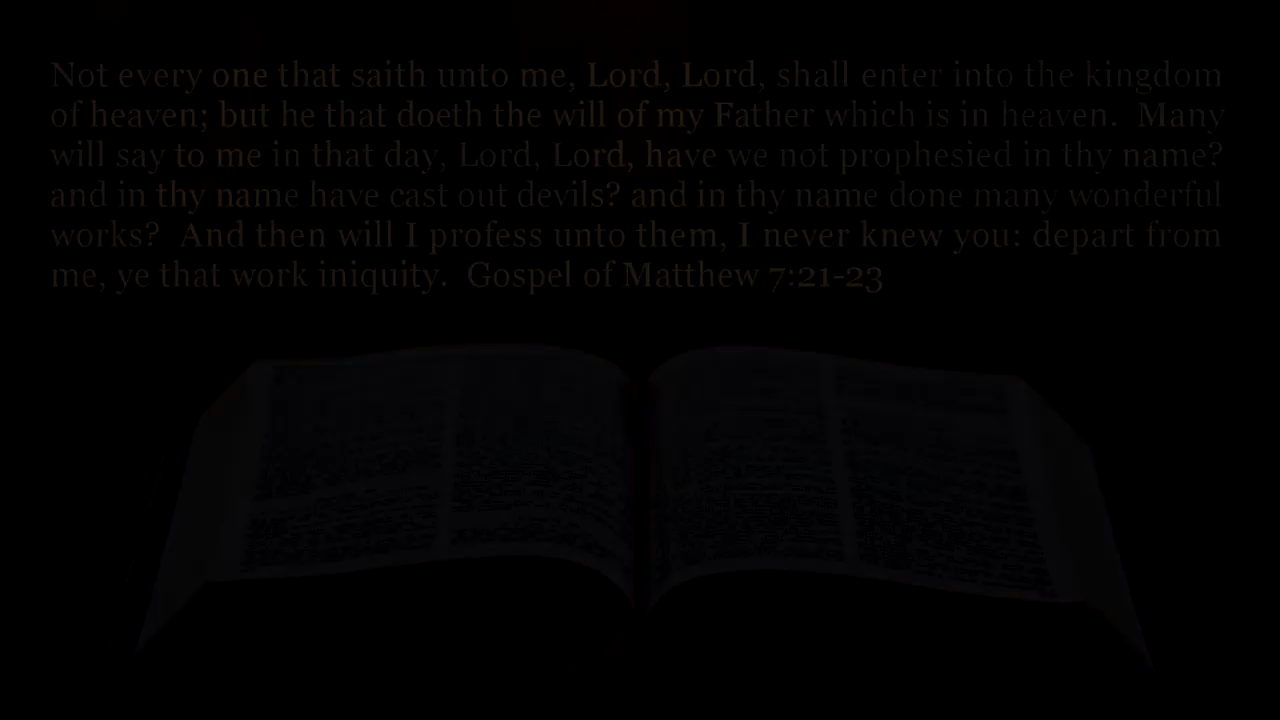 Not every one that saith unto me, Lord, Lord, shall enter into the kingdom
of heaven; but he that doeth the will of my Father which is in heaven.  Many
will say to me in that day, Lord, Lord, have we not prophesied in thy name?
and in thy name have cast out devils? and in thy name done many wonderful
works?  And then will I profess unto them, I never knew you: depart from
me, ye that work iniquity.  Gospel of Matthew 7:21-23